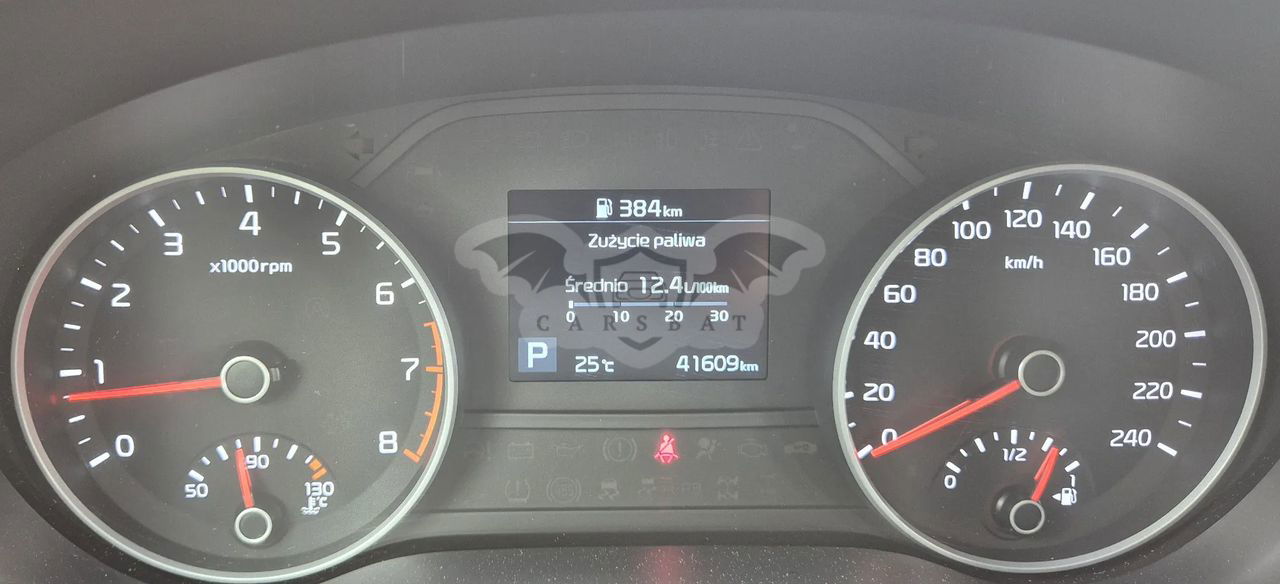 384km
Zużycie paliwa
Średnio 12.4L/100km
0 10 20 30
CARSBAT
P 25°C 41609km
0 1 2 3 4 5 6 7 8
x1000rpm
50 90 130
°C
0 20 40 60 80 100 120 140 160 180 200 220 240
km/h
0 1/2 1